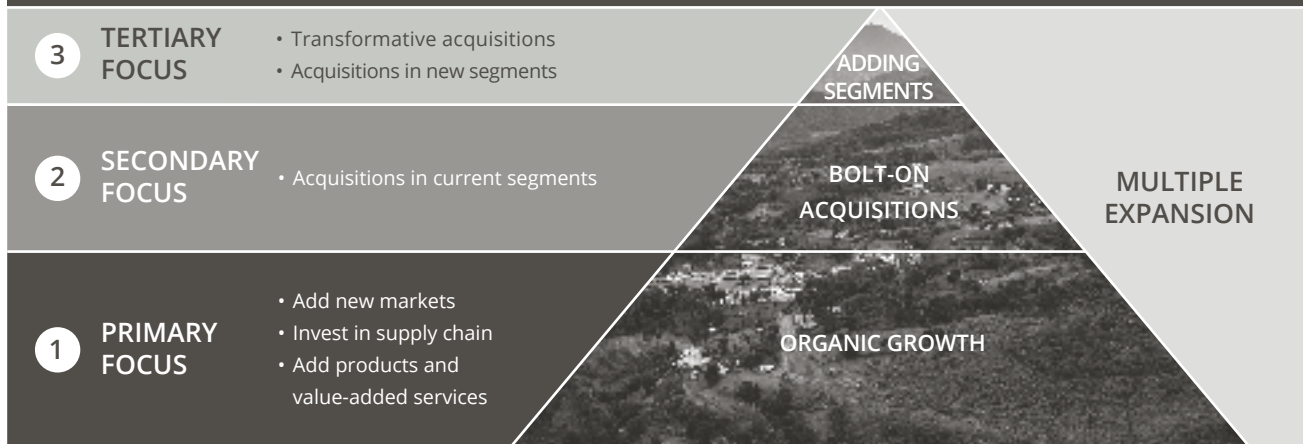 3
TERTIARY
FOCUS
• Transformative acquisitions
• Acquisitions in new segments
ADDING
SEGMENTS
2
SECONDARY
FOCUS
• Acquisitions in current segments
BOLT-ON
ACQUISITIONS
MULTIPLE
EXPANSION
1
PRIMARY
FOCUS
• Add new markets
• Invest in supply chain
• Add products and
value-added services
ORGANIC GROWTH